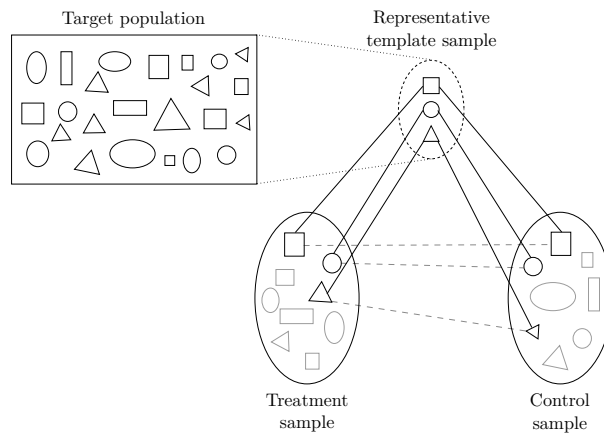 Target population
Representative
template sample
Treatment
sample
Control
sample